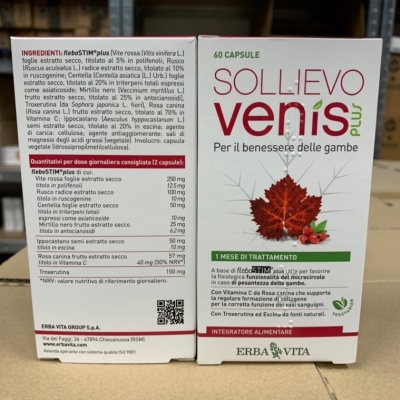 INGREDIENTI: fleboSTIM®plus [Vite rossa (Vitis vinifera L.)
foglie estratto secco, titolato al 5% in polifenoli; Rusco
(Ruscus aculeatus L.) radice estratto secco, titolato al 10%
in ruscogenine; Centella (Centella asiatica (L.) Urb.) foglie
estratto secco, titolato al 20% in triterpeni totali espressi
come asiaticoside; Mirtillo nero (Vaccinum myrtillus L.)
frutto estratto secco, titolato al 25% in antocianosidi],
Troxerutina (da Sophora japonica L. fiori), Rosa canina
(Rosa canina L.) frutto estratto secco, titolato al 70% in
Vitamina C; Ippocastano (Aesculus hyppocastanum L.)
semi estratto secco, titolato al 20% in escina; agente di
carica: cellulosa; agente antiagglomerante: sali di
magnesio degli acidi grassi (vegetale). Involucro: capsula
vegetale (idrossipropilmetilcellulosa).
Quantitativi per dose giornaliera consigliata (2 capsule):
fleboSTIM®plus di cui:
Vite rossa foglie estratto secco 250 mg
titolo in polifenoli 12.5 mg
Rusco radice estratto secco 100 mg
titolo in ruscogenine 10 mg
Centella foglie estratto secco 50 mg
titolo in triterpeni totali
espressi come asiaticoside 10 mg
Mirtillo nero frutto estratto secco 25 mg
titolo in antocianosidi 6.2 mg
Ippocastano semi estratto secco 50 mg
titolo in escina 10 mg
Rosa canina frutto estratto secco 57 mg
titolo in Vitamina C 40 mg (50% NRV*)
Troxerutina 150 mg
*NRV: valore nutritivo di riferimento giornaliero.
ERBA VITA GROUP S.p.A.
Via dei Faggi, 24 - 47894 Chiesanuova (RSM)
www.erbavita.com
Azienda operante con sistema qualità ISO 9001
60 CAPSULE
SOLLIEVO
venis
PLUS
Per il benessere delle gambe
1 MESE DI TRATTAMENTO
A base di fleboSTIM® plus utile per favorire
la fisiologica funzionalità del microcircolo
in caso di pesantezza delle gambe.
Con Vitamina C da Rosa canina che supporta
la regolare formazione di collagene
per la corretta funzione dei vasi sanguigni.
Con Troxerutina ed Escina da fonti naturali.
VEGETARIAN
INTEGRATORE ALIMENTARE
ERBA VITA